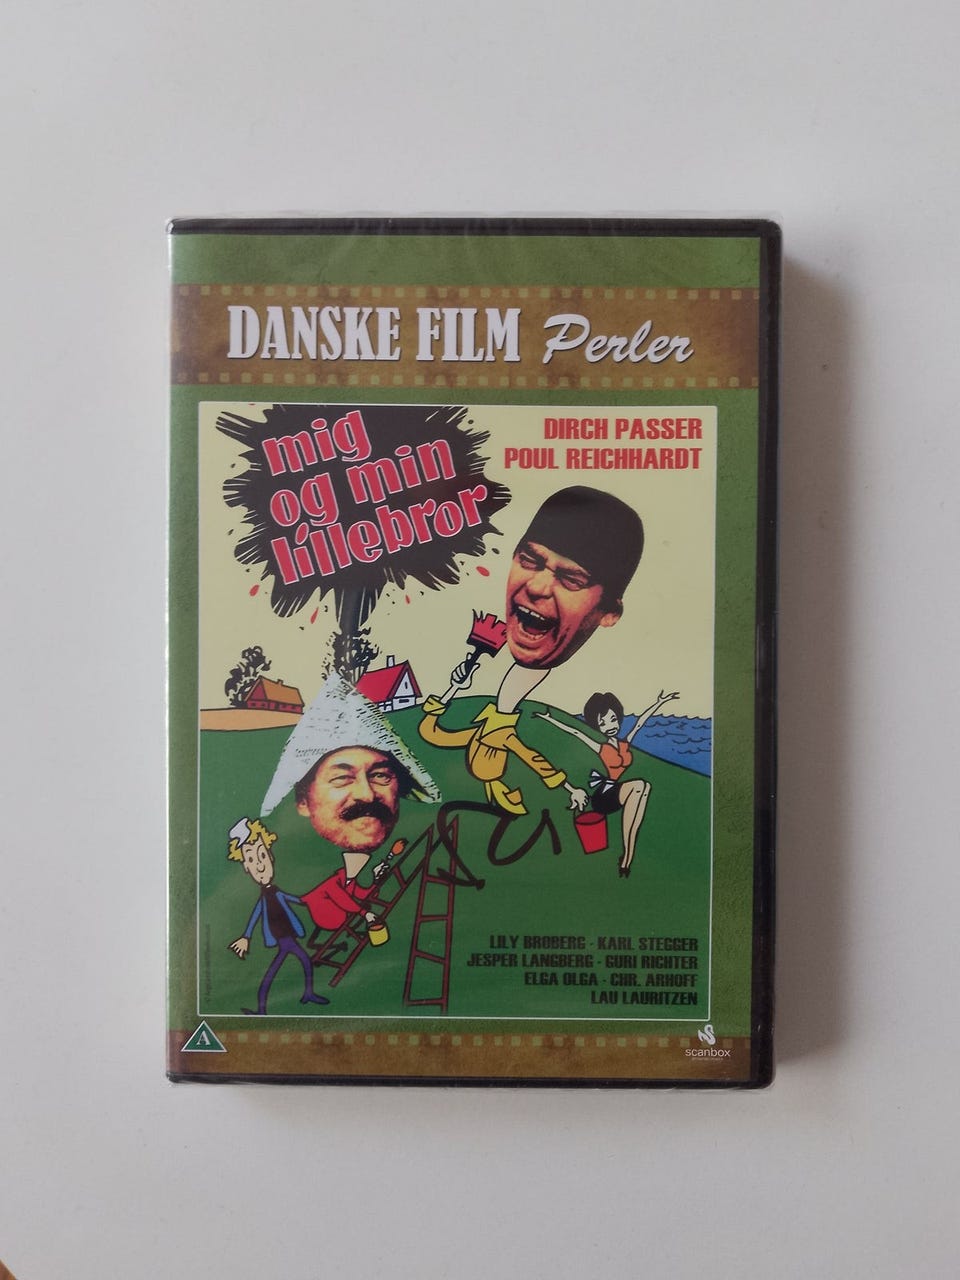 DANSKE FILM Perler
mig
og min
lillebror
DIRCH PASSER
POUL REICHHARDT
LILY BROBERG · KARL STEGGER
JESPER LANGBERG · GURI RICHTER
ELGA OLGA · CHR. ARHOFF
LAU LAURITZEN
A
scanbox